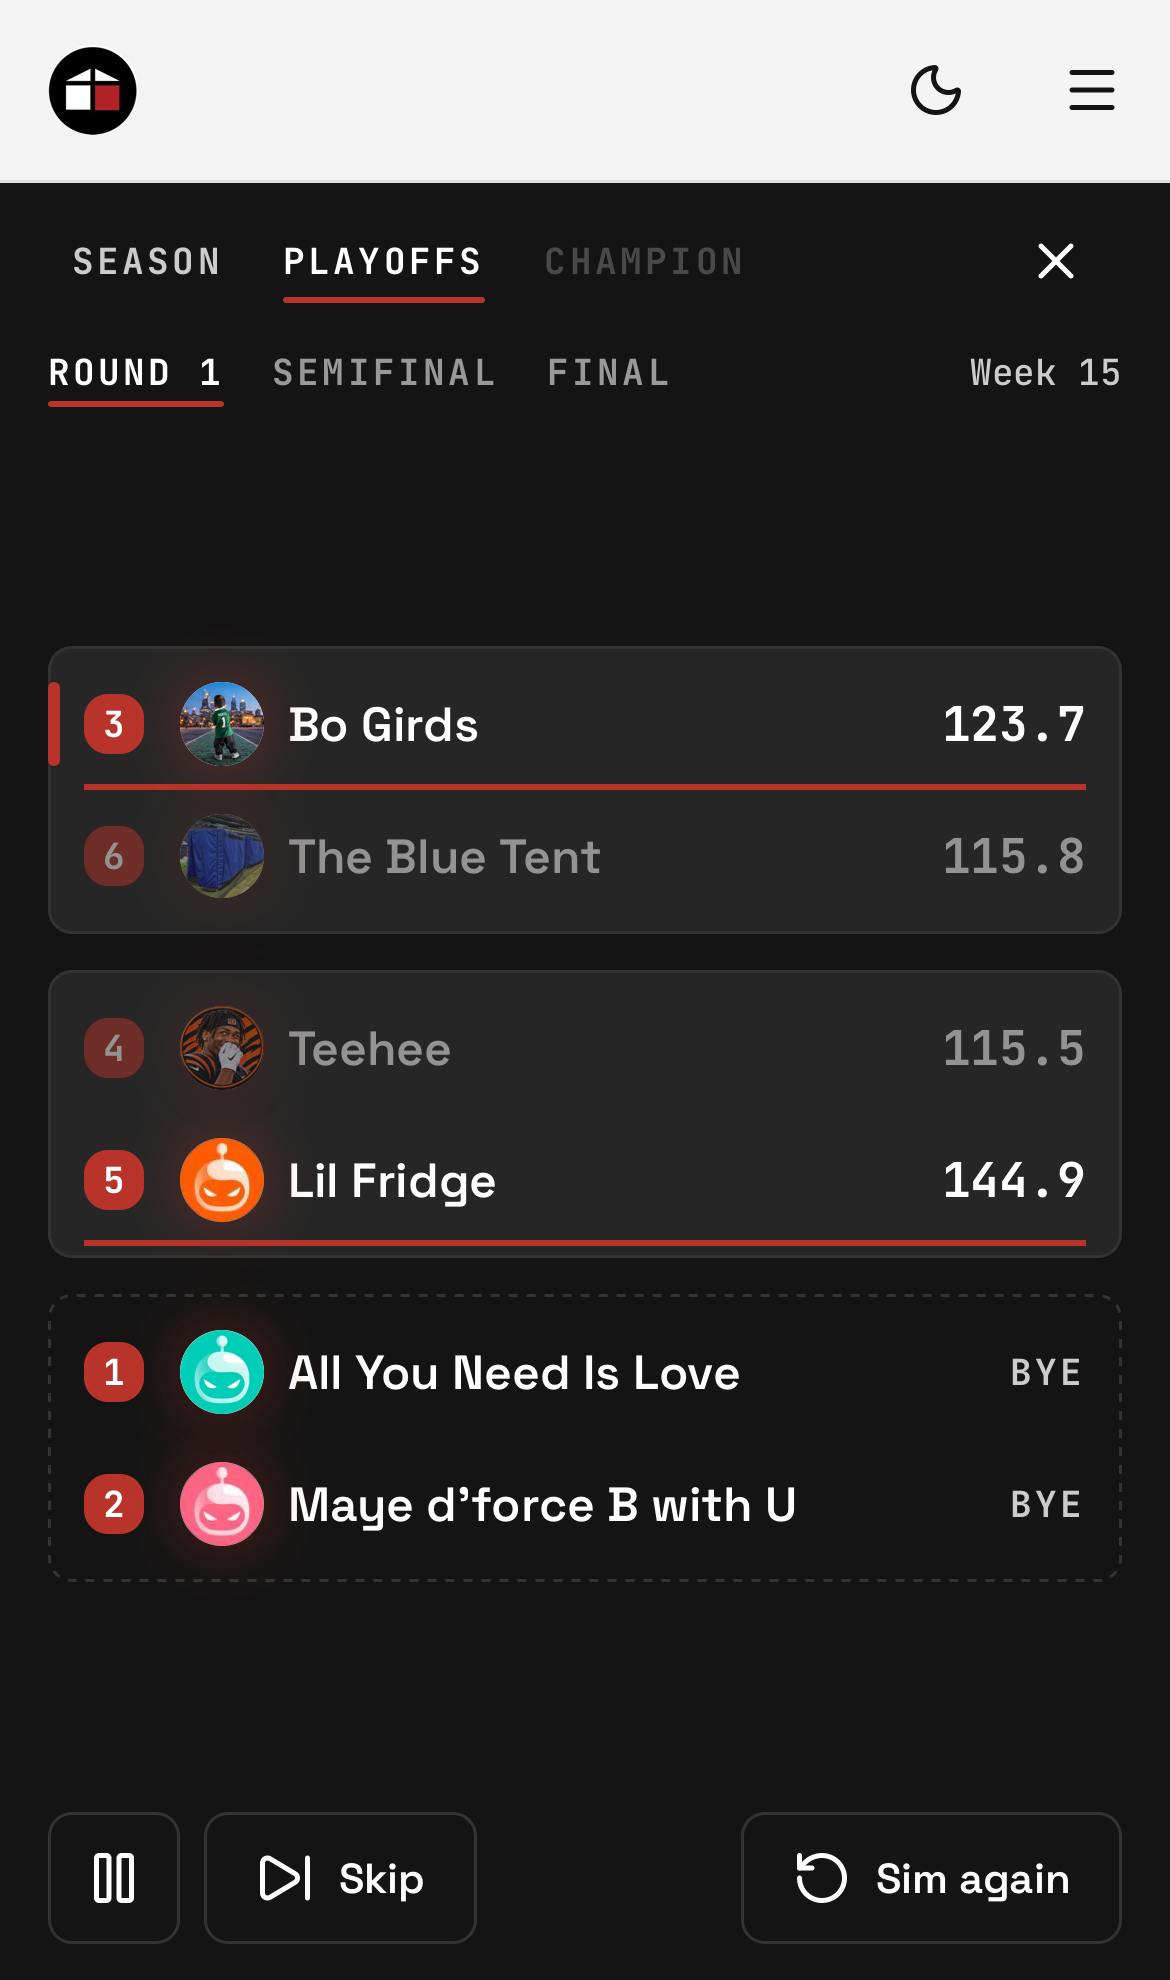 SEASON PLAYOFFS CHAMPION
ROUND 1 SEMIFINAL FINAL Week 15
3 Bo Girds 123.7
6 The Blue Tent 115.8
4 Teehee 115.5
5 Lil Fridge 144.9
1 All You Need Is Love BYE
2 Maye d’force B with U BYE
Skip Sim again